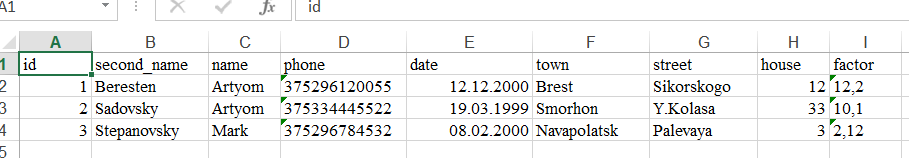 A1 fx id
A B C D E F G H I
1 id second_name name phone date town street house factor
2 1 Beresten Artyom 375296120055 12.12.2000 Brest Sikorskogo 12 12,2
3 2 Sadovsky Artyom 375334445522 19.03.1999 Smorhon Y.Kolasa 33 10,1
4 3 Stepanovsky Mark 375296784532 08.02.2000 Navapolatsk Palevaya 3 2,12
5